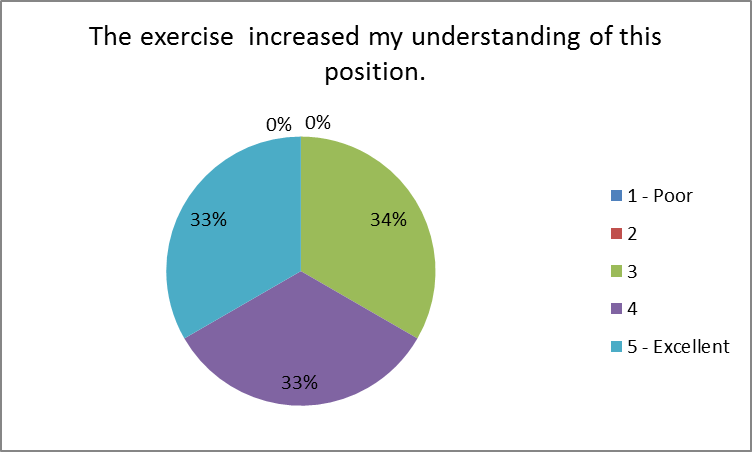 The exercise  increased my understanding of this
position.
0% 0%
33%
34%
33%
1 - Poor
2
3
4
5 - Excellent